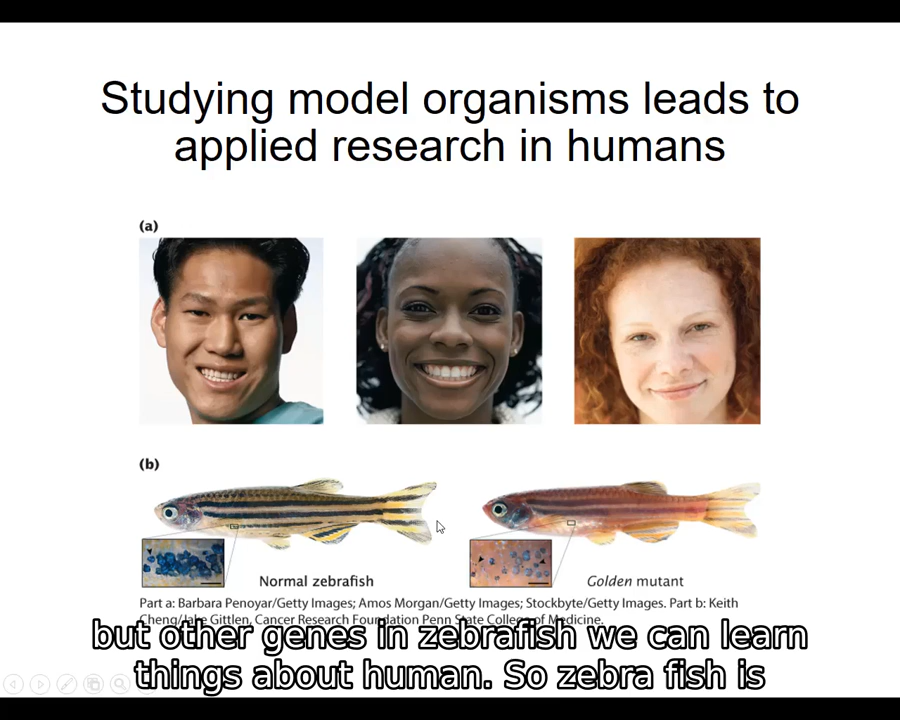 Studying model organisms leads to
applied research in humans
(a)
(b)
Normal zebrafish
Golden mutant
Part a: Barbara Penoyar/Getty Images; Amos Morgan/Getty Images; Stockbyte/Getty Images. Part b: Keith
Cheng/Jake Gittlen, Cancer Research Foundation Penn State College of Medicine.
but other genes in zebrafish we can learn
things about human. So zebra fish is